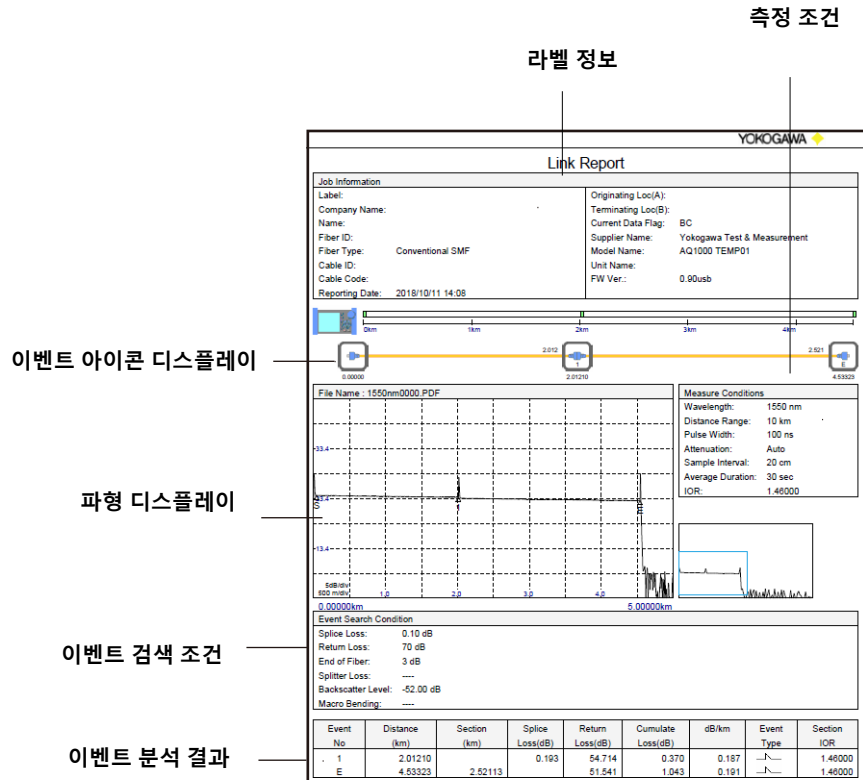 측정 조건
라벨 정보
YOKOGAWA
Link Report
Job Information
Label:
Company Name:
Name:
Fiber ID:
Fiber Type: Conventional SMF
Cable ID:
Cable Code:
Reporting Date: 2018/10/11 14:08
Originating Loc(A):
Terminating Loc(B):
Current Data Flag: BC
Supplier Name: Yokogawa Test & Measurement
Model Name: AQ1000 TEMP01
Unit Name:
FW Ver.: 0.90usb
0km 1km 2km 3km 4km
이벤트 아이콘 디스플레이
2.012 2.521
1 E
0.00000 2.01210 4.53323
File Name : 1550nm0000.PDF
-33.4
-13.4
S 1 E
5dB/div
500 m/div 1.0 2.0 3.0 4.0
0.00000km 5.00000km
파형 디스플레이
Measure Conditions
Wavelength: 1550 nm
Distance Range: 10 km
Pulse Width: 100 ns
Attenuation: Auto
Sample Interval: 20 cm
Average Duration: 30 sec
IOR: 1.46000
이벤트 검색 조건
Event Search Condition
Splice Loss: 0.10 dB
Return Loss: 70 dB
End of Fiber: 3 dB
Splitter Loss: ----
Backscatter Level: -52.00 dB
Macro Bending: ----
이벤트 분석 결과
Event No Distance (km) Section (km) Splice Loss(dB) Return Loss(dB) Cumulate Loss(dB) dB/km Event Type Section IOR
1 2.01210 0.193 54.714 0.370 0.187 1.46000
E 4.53323 2.52113 51.541 1.043 0.191 1.46000